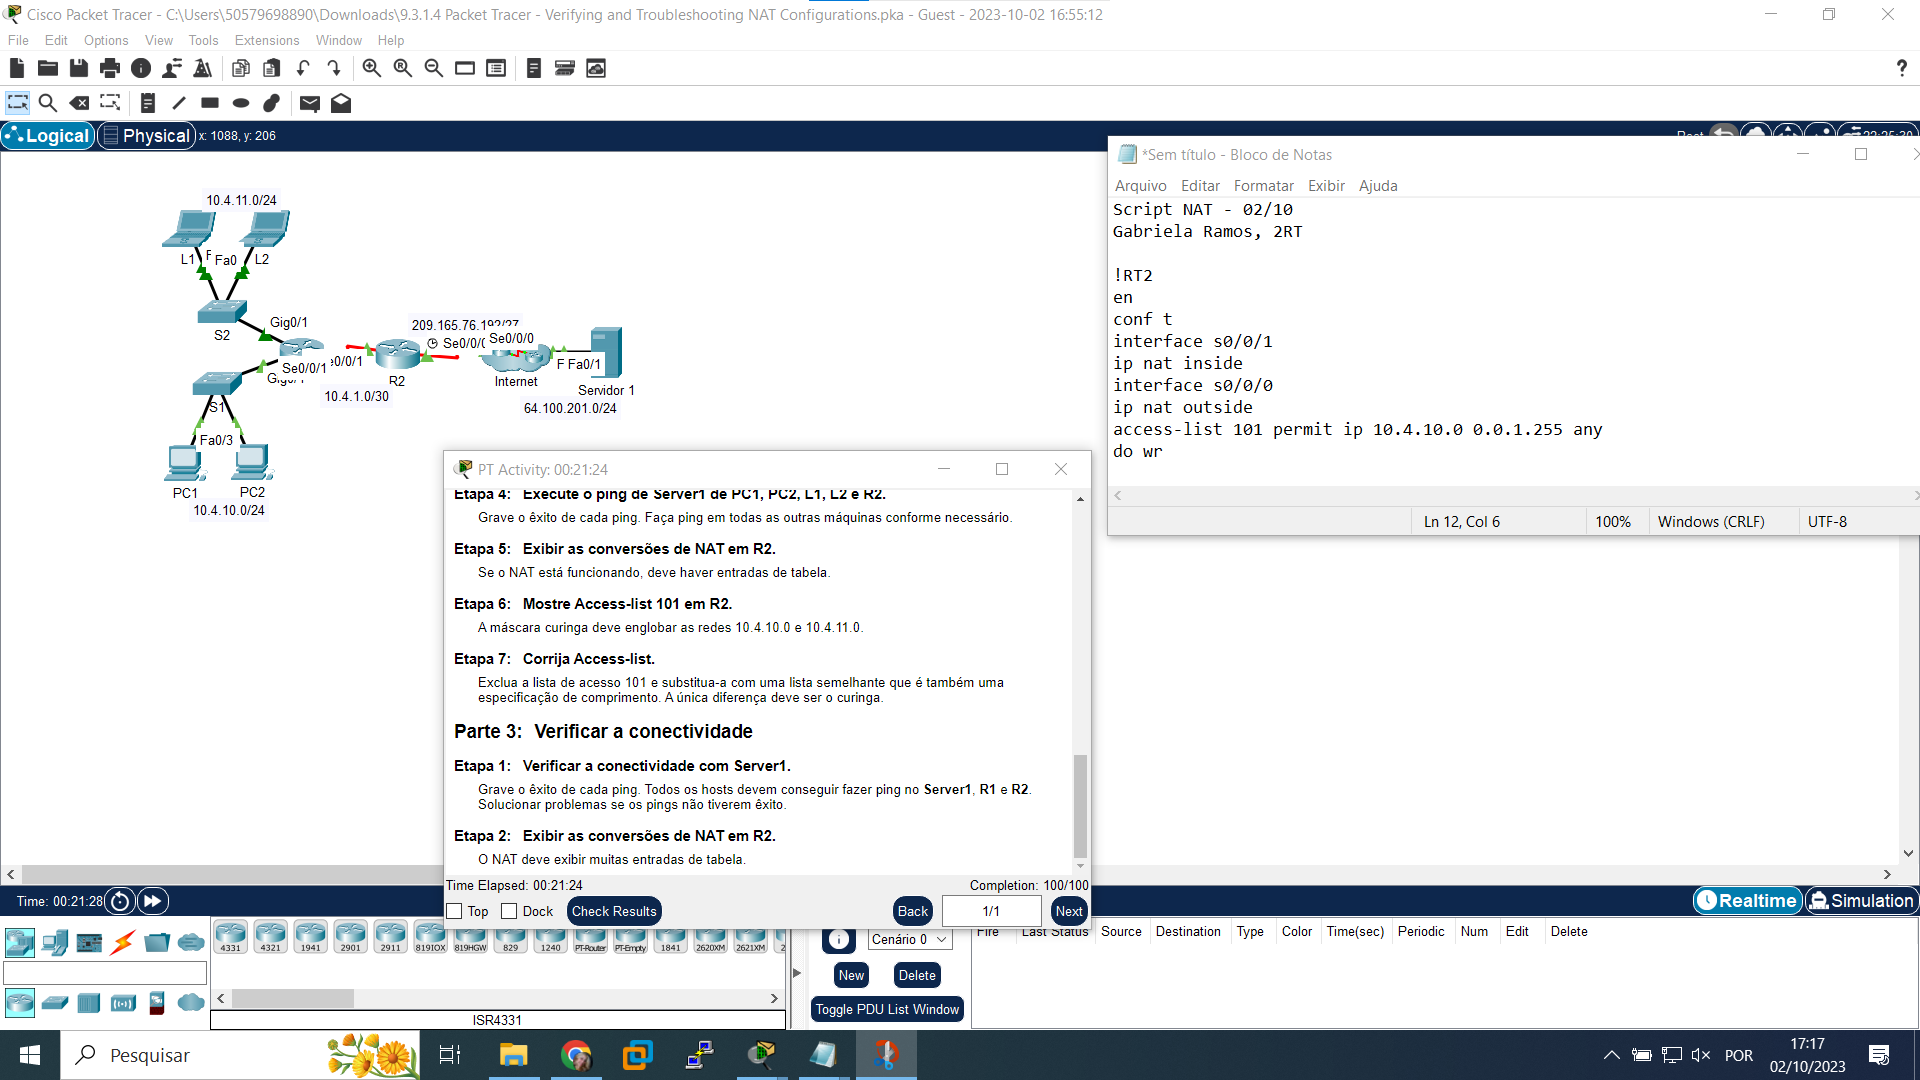 Cisco Packet Tracer - C:\Users\50579698890\Downloads\9.3.1.4 Packet Tracer - Verifying and Troubleshooting NAT Configurations.pka - Guest - 2023-10-02 16:55:12
File Edit Options View Tools Extensions Window Help
?
Logical Physical x: 1088, y: 206
*Sem título - Bloco de Notas
Arquivo Editar Formatar Exibir Ajuda
Script NAT - 02/10
Gabriela Ramos, 2RT
!RT2
en
conf t
interface s0/0/1
ip nat inside
interface s0/0/0
ip nat outside
access-list 101 permit ip 10.4.10.0 0.0.1.255 any
do wr
Ln 12, Col 6 100% Windows (CRLF) UTF-8
10.4.11.0/24
L1 F Fa0 L2
S2
Gig0/1
209.165.76.192/27
Se0/0/0
Se0/0/0
Se0/0/1
e0/0/1
R2
Internet
F Fa0/1
Servidor 1
10.4.1.0/30
64.100.201.0/24
S1
Fa0/3
PC1 PC2
10.4.10.0/24
PT Activity: 00:21:24
Etapa 4: Execute o ping de Server1 de PC1, PC2, L1, L2 e R2.
Grave o êxito de cada ping. Faça ping em todas as outras máquinas conforme necessário.
Etapa 5: Exibir as conversões de NAT em R2.
Se o NAT está funcionando, deve haver entradas de tabela.
Etapa 6: Mostre Access-list 101 em R2.
A máscara curinga deve englobar as redes 10.4.10.0 e 10.4.11.0.
Etapa 7: Corrija Access-list.
Exclua a lista de acesso 101 e substitua-a com uma lista semelhante que é também uma
especificação de comprimento. A única diferença deve ser o curinga.
Parte 3: Verificar a conectividade
Etapa 1: Verificar a conectividade com Server1.
Grave o êxito de cada ping. Todos os hosts devem conseguir fazer ping no Server1, R1 e R2.
Solucionar problemas se os pings não tiverem êxito.
Etapa 2: Exibir as conversões de NAT em R2.
O NAT deve exibir muitas entradas de tabela.
Time Elapsed: 00:21:24 Completion: 100/100
Top Dock Check Results Back 1/1 Next
Time: 00:21:28
Realtime Simulation
4331 4321 1941 2901 2911 819IOX 819HGW 829 1240 PT-Router PT-Empty 1841 2620XM 2621XM 2
ISR4331
Cenário 0
New Delete
Toggle PDU List Window
Fire Last Status Source Destination Type Color Time(sec) Periodic Num Edit Delete
Pesquisar
POR
17:17
02/10/2023